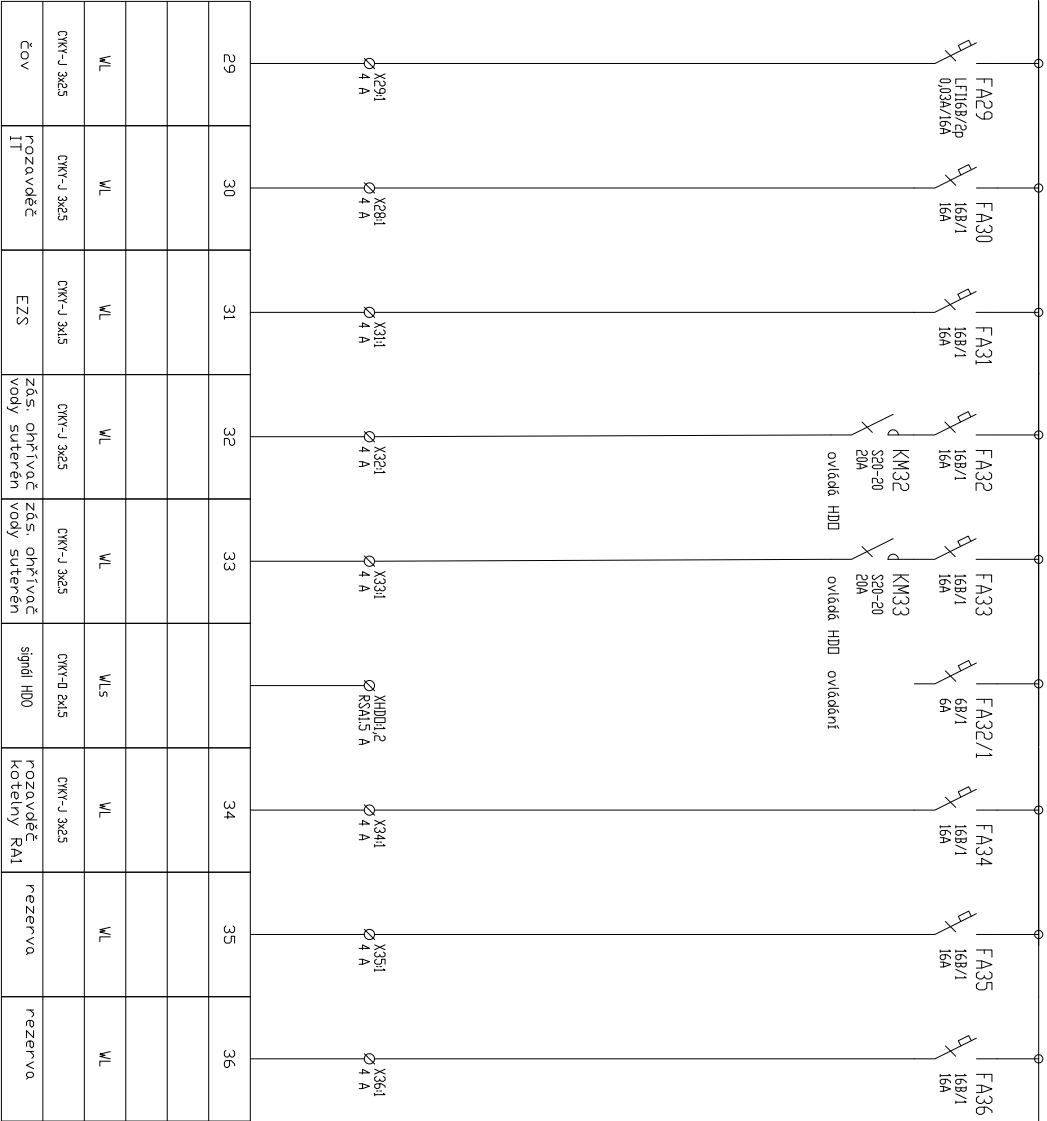 FA29
LFI16B/2p
0,03A/16A
FA30
16B/1
16A
FA31
16B/1
16A
FA32
16B/1
16A
FA33
16B/1
16A
FA32/1
6B/1
6A
FA34
16B/1
16A
FA35
16B/1
16A
FA36
16B/1
16A
KM32
S20-20
20A
ovládá HDO
KM33
S20-20
20A
ovládá HDO
ovládání
X29:1
4 A
X28:1
4 A
X31:1
4 A
X32:1
4 A
X33:1
4 A
XHDO:1,2
RSA1.5 A
X34:1
4 A
X35:1
4 A
X36:1
4 A
29
30
31
32
33
34
35
36
WL
WL
WL
WL
WL
WLs
WL
WL
WL
CYKY-J 3x2.5
CYKY-J 3x2.5
CYKY-J 3x1.5
CYKY-J 3x2.5
CYKY-J 3x2.5
CYKY-O 2x1.5
CYKY-J 3x2.5
čov
rozavděč
IT
EZS
zás. ohřívač
vody suterén
zás. ohřívač
vody suterén
signál HDO
rozavděč
kotelny RA1
rezerva
rezerva